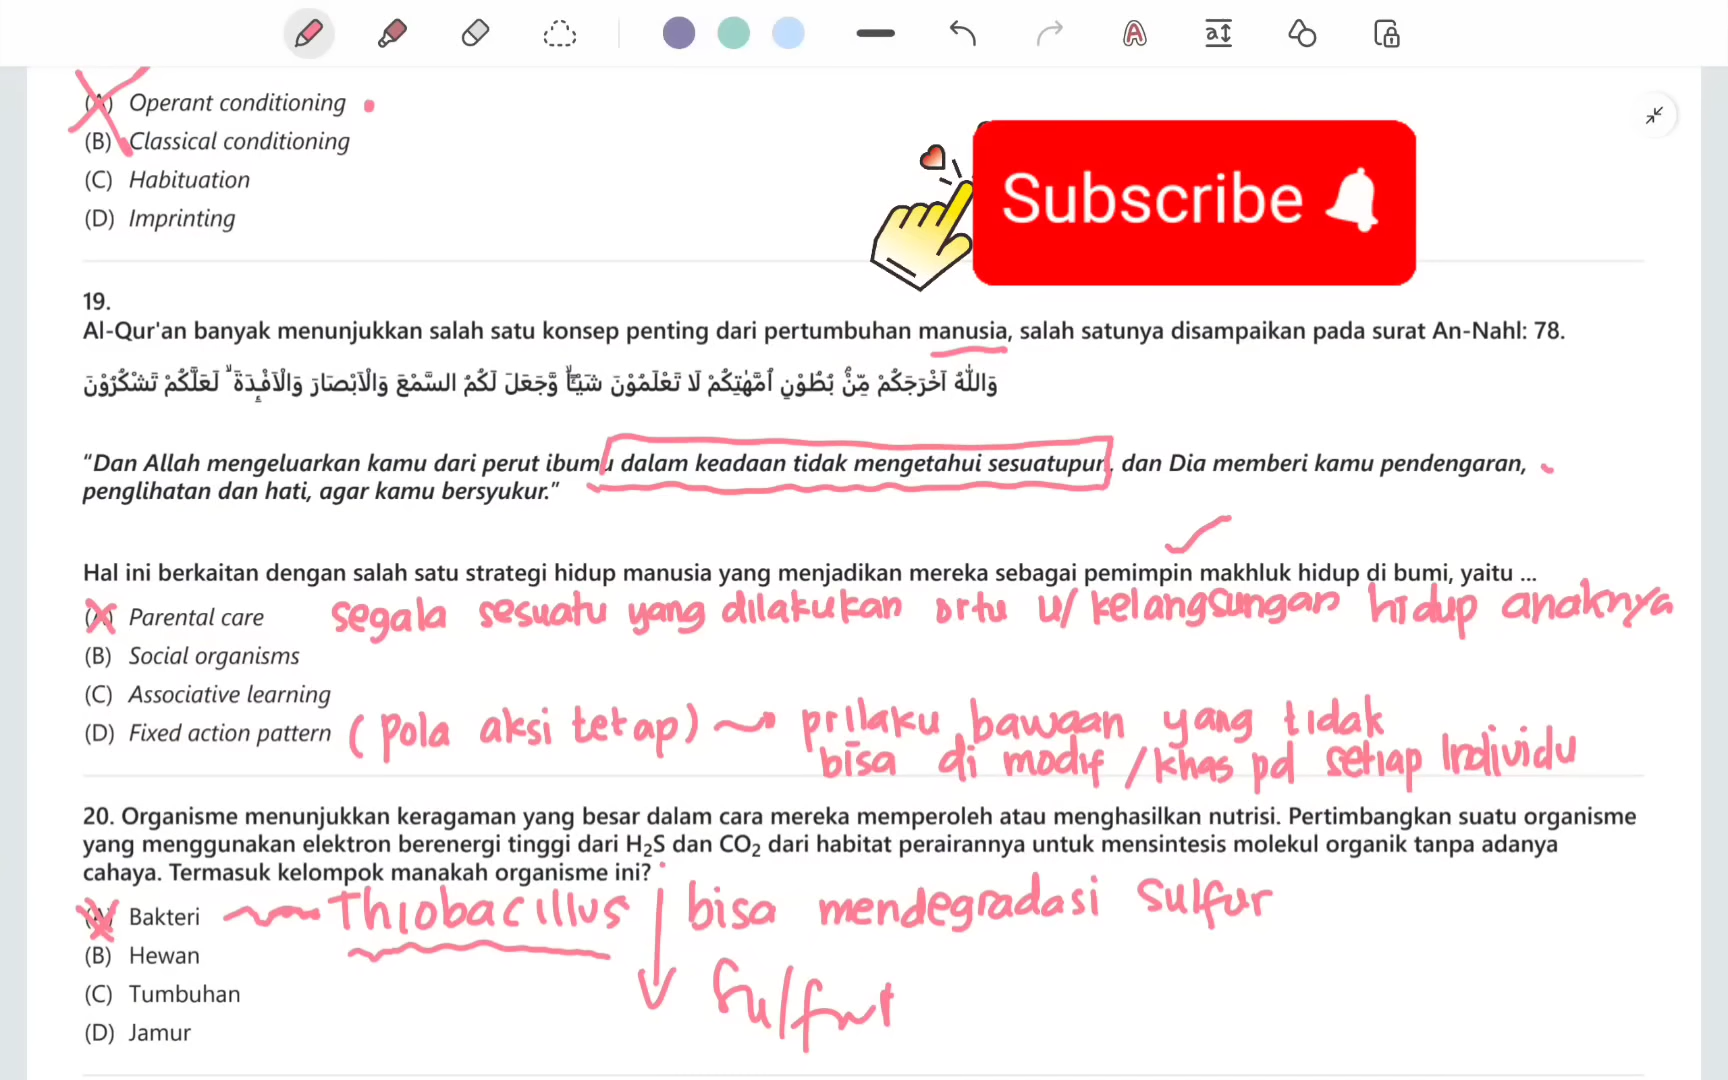 (A) Operant conditioning
(B) Classical conditioning
(C) Habituation
(D) Imprinting
Subscribe
19.
Al-Qur'an banyak menunjukkan salah satu konsep penting dari pertumbuhan manusia, salah satunya disampaikan pada surat An-Nahl: 78.
وَاللّٰهُ اَخْرَجَكُمْ مِّنْۢ بُطُوْنِ اُمَّهٰتِكُمْ لَا تَعْلَمُوْنَ شَيْـًٔاۙ وَّجَعَلَ لَكُمُ السَّمْعَ وَالْاَبْصَارَ وَالْاَفْـِٕدَةَ ۙ لَعَلَّكُمْ تَشْكُرُوْنَ
“Dan Allah mengeluarkan kamu dari perut ibumu dalam keadaan tidak mengetahui sesuatupun, dan Dia memberi kamu pendengaran,
penglihatan dan hati, agar kamu bersyukur.”
Hal ini berkaitan dengan salah satu strategi hidup manusia yang menjadikan mereka sebagai pemimpin makhluk hidup di bumi, yaitu ...
(A) Parental care segala sesuatu yang dilakukan ortu u/ kelangsungan hidup anaknya
(B) Social organisms
(C) Associative learning
(D) Fixed action pattern (pola aksi tetap) prilaku bawaan yang tidak
bisa di modif / khas pd setiap individu
20. Organisme menunjukkan keragaman yang besar dalam cara mereka memperoleh atau menghasilkan nutrisi. Pertimbangkan suatu organisme
yang menggunakan elektron berenergi tinggi dari H₂S dan CO₂ dari habitat perairannya untuk mensintesis molekul organik tanpa adanya
cahaya. Termasuk kelompok manakah organisme ini?
(A) Bakteri Thiobacillus bisa mendegradasi sulfur
(B) Hewan
(C) Tumbuhan sulfat
(D) Jamur